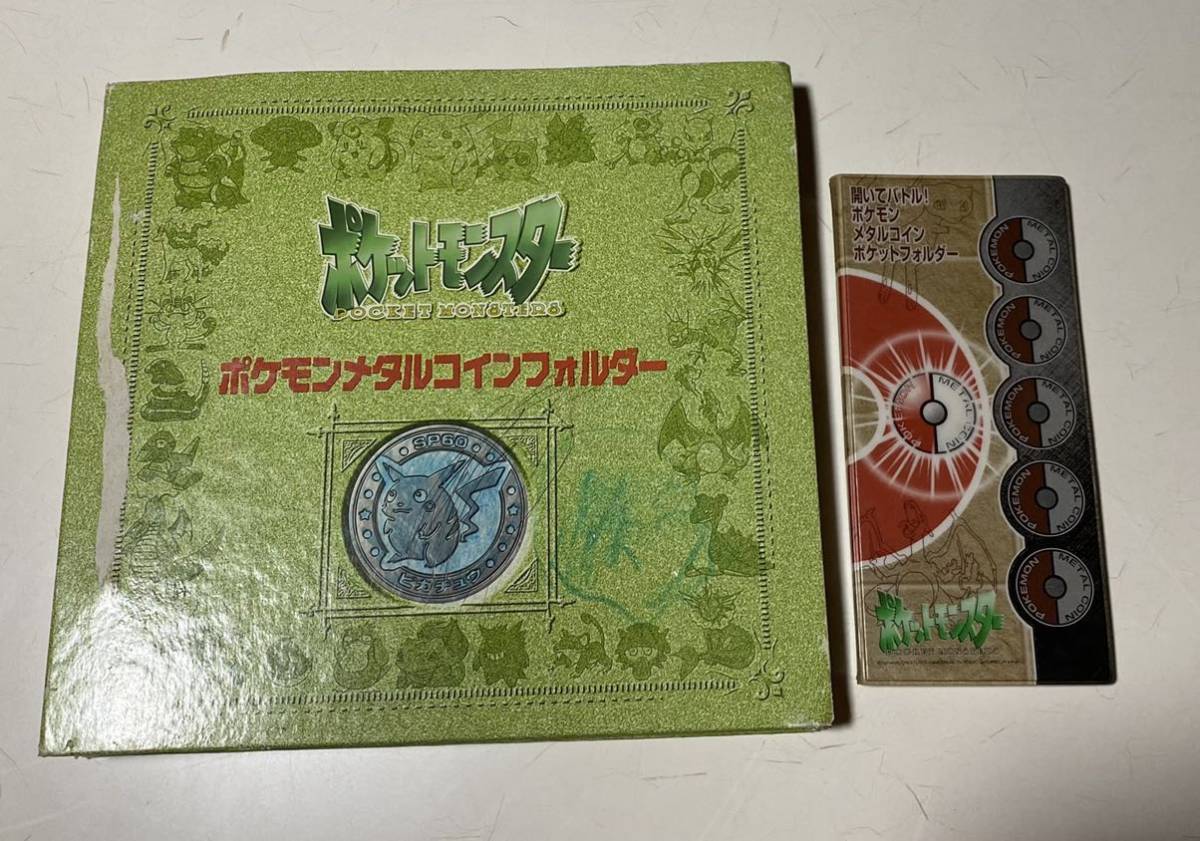 ポケットモンスター
POCKET MONSTERS
ポケモンメタルコインフォルダー
SP60
ピカチュウ
開いてバトル!
ポケモン
メタルコイン
ポケットフォルダー
POKEMON METAL COIN
POKEMON METAL COIN
POKEMON METAL COIN
POKEMON METAL COIN
POKEMON METAL COIN
POKEMON METAL COIN
ポケットモンスター
POCKET MONSTERS